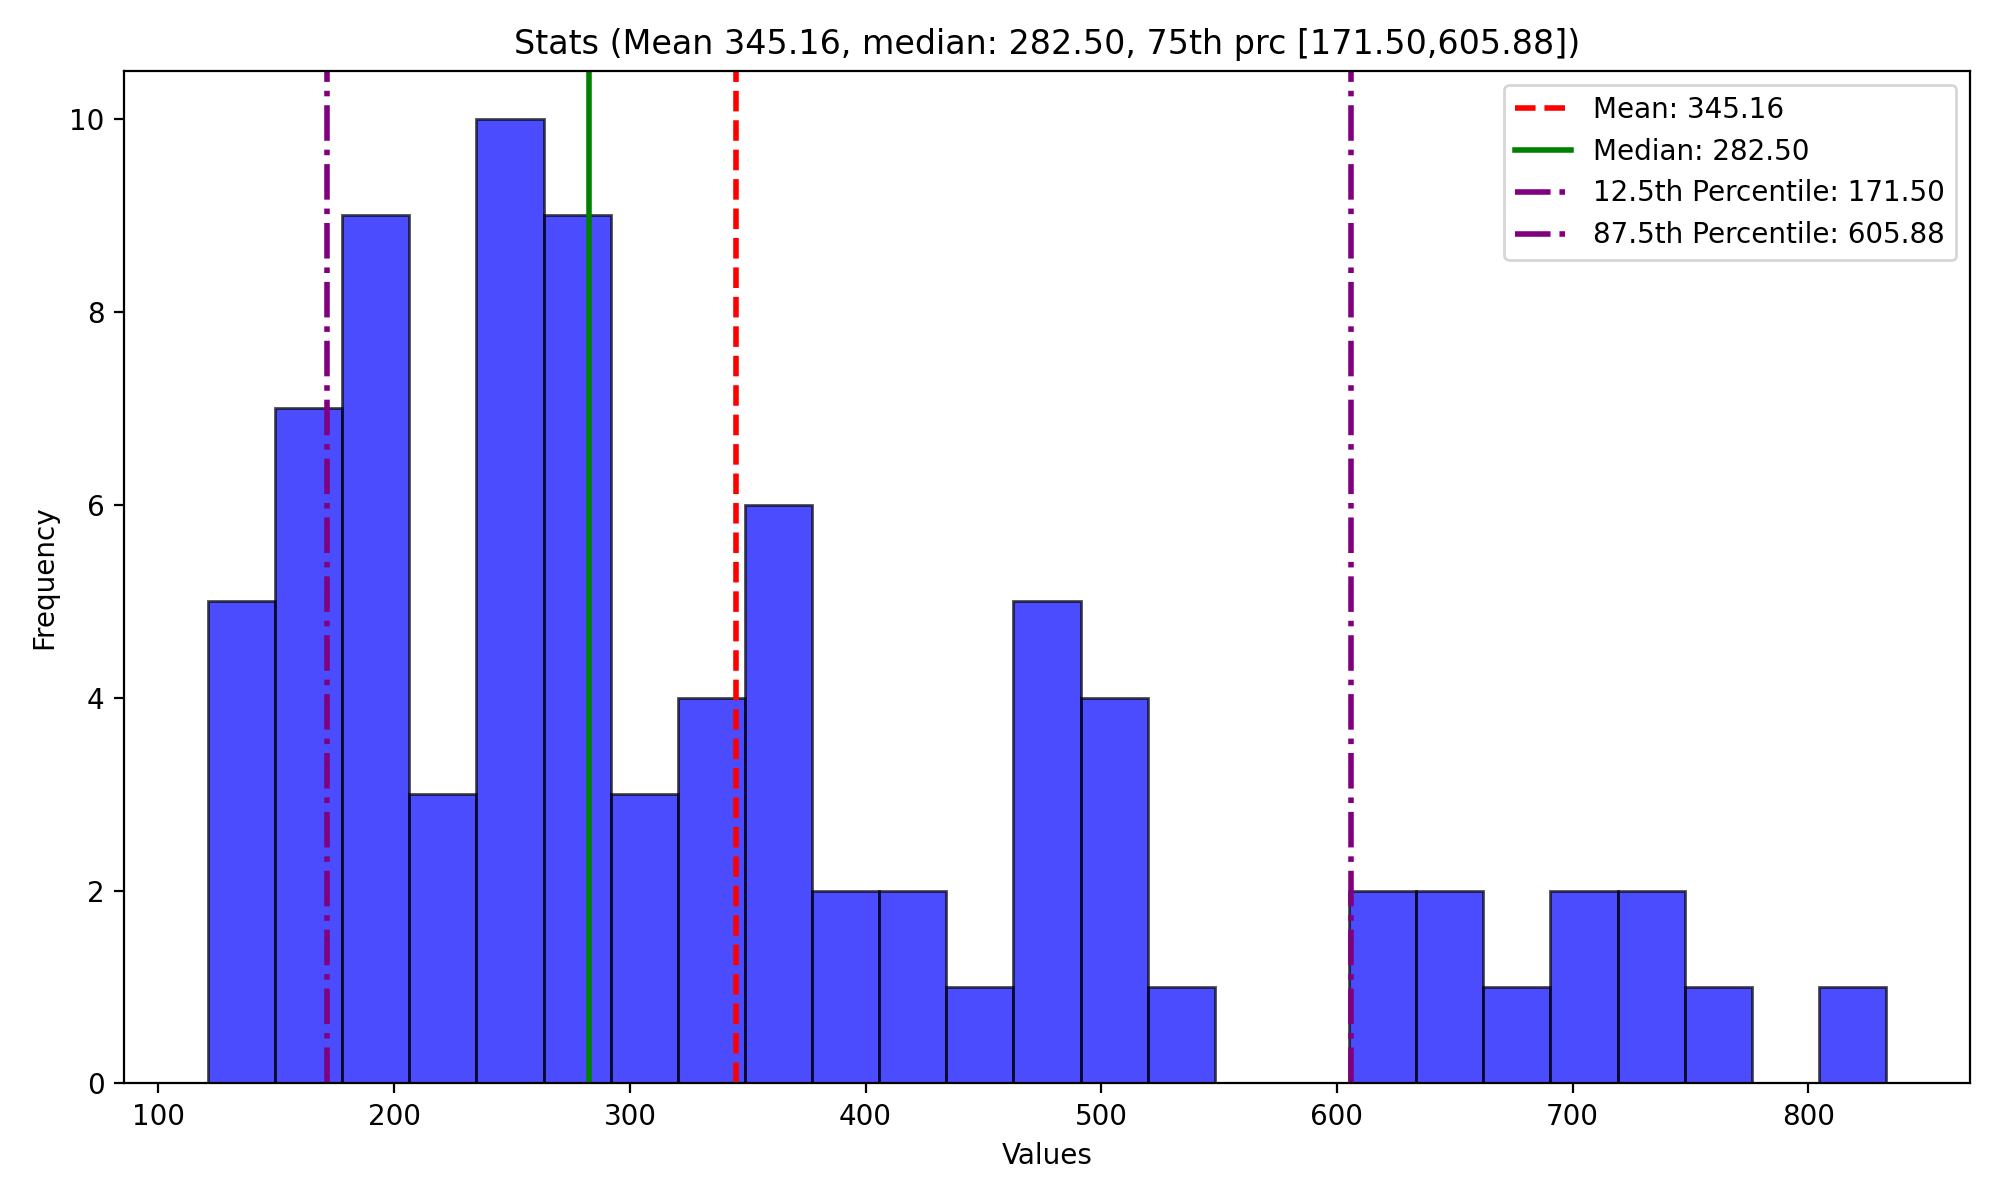 Stats (Mean 345.16, median: 282.50, 75th prc [171.50,605.88])
Mean: 345.16
Median: 282.50
12.5th Percentile: 171.50
87.5th Percentile: 605.88
10
8
6
4
2
0
Frequency
100 200 300 400 500 600 700 800
Values